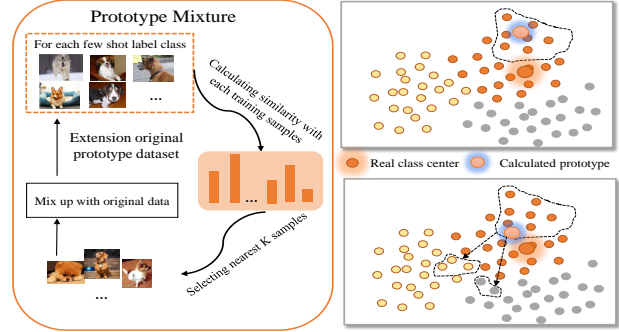 Prototype Mixture
For each few shot label class
...
Calculating similarity with
each training samples
Extension original
prototype dataset
...
Mix up with original data
Selecting nearest K samples
...
Real class center
Calculated prototype